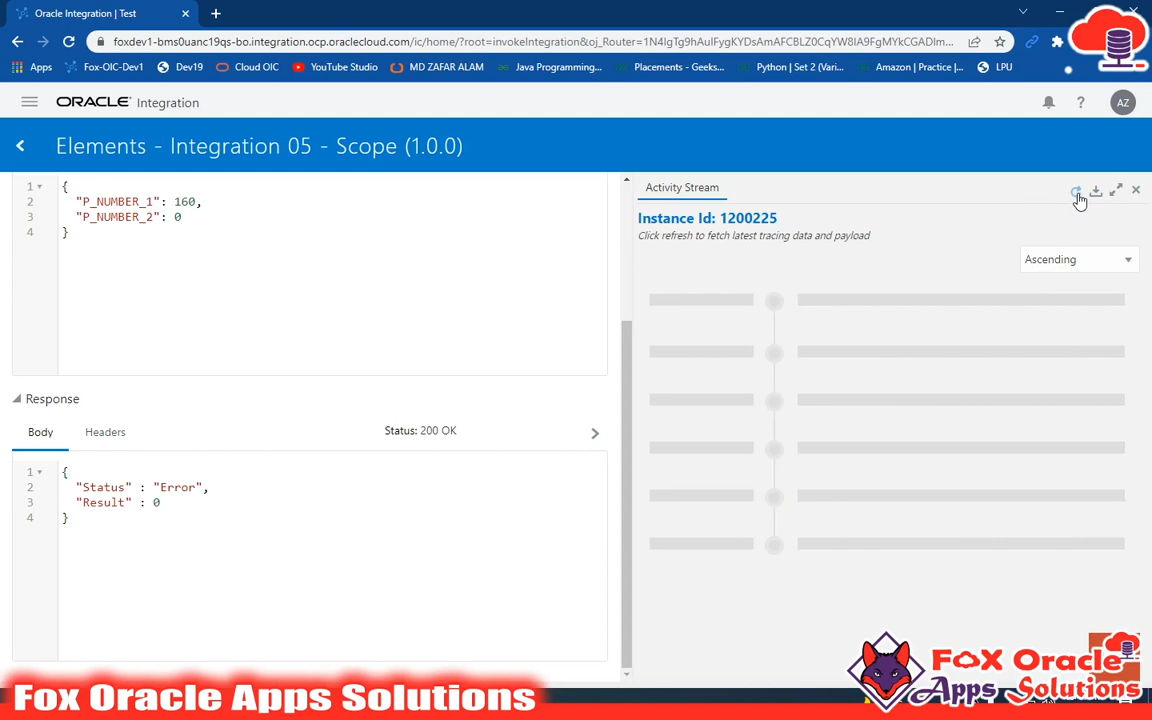 Oracle Integration | Test
foxdev1-bms0uanc19qs-bo.integration.ocp.oraclecloud.com/ic/home/?root=invokeIntegration&oj_Router=1N4IgTg9hAuIFygKYDsAmAFCBLZ0CqYW8IA9FgMYkCGADlm...
Apps
Fox-OIC-Dev1
Dev19
Cloud OIC
YouTube Studio
MD ZAFAR ALAM
Java Programming...
Placements - Geeks...
Python | Set 2 (Vari...
Amazon | Practice |...
LPU
ORACLE Integration
AZ
Elements - Integration 05 - Scope (1.0.0)
1 {
2 "P_NUMBER_1": 160,
3 "P_NUMBER_2": 0
4 }
Response
Body
Headers
Status: 200 OK
1 {
2 "Status" : "Error",
3 "Result" : 0
4 }
Activity Stream
Instance Id: 1200225
Click refresh to fetch latest tracing data and payload
Ascending
Fox Oracle Apps Solutions
FOX Oracle
Apps Solutions